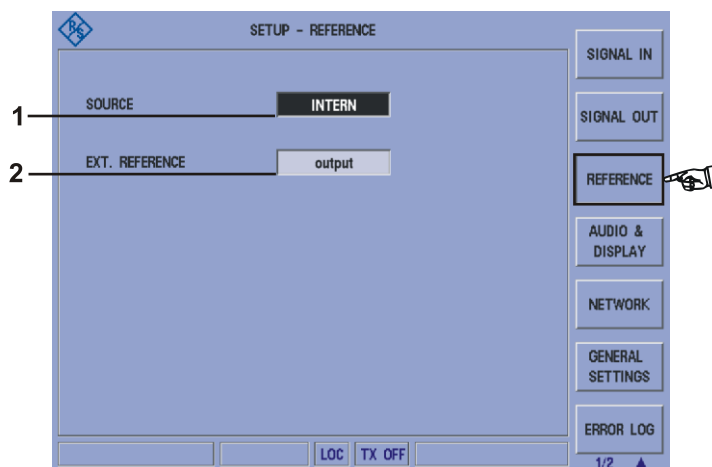 R&S
SETUP - REFERENCE
SIGNAL IN
1
SOURCE
INTERN
SIGNAL OUT
2
EXT. REFERENCE
output
REFERENCE
AUDIO &
DISPLAY
NETWORK
GENERAL
SETTINGS
ERROR LOG
LOC
TX OFF
1/2